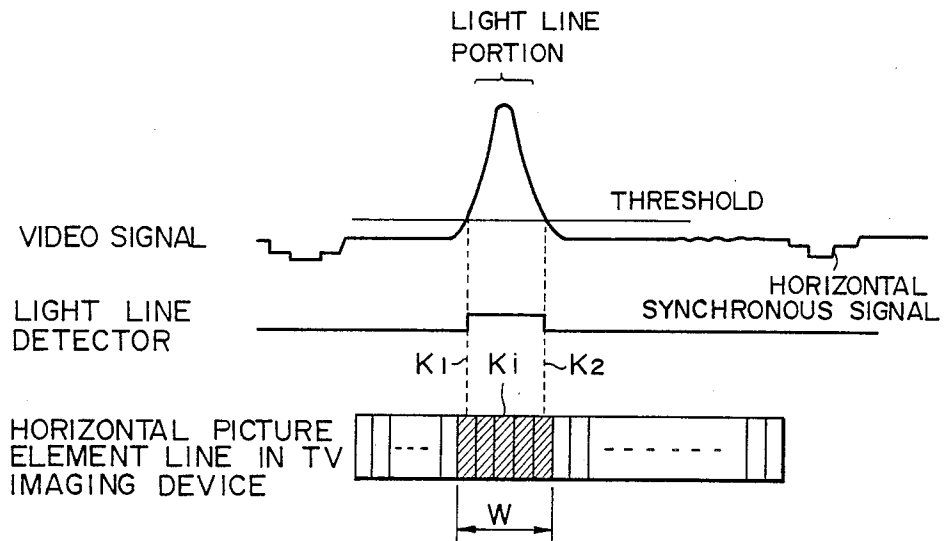 LIGHT LINE
PORTION
THRESHOLD
VIDEO SIGNAL
HORIZONTAL
SYNCHRONOUS SIGNAL
LIGHT LINE
DETECTOR
K1 Ki K2
HORIZONTAL PICTURE
ELEMENT LINE IN TV
IMAGING DEVICE
W